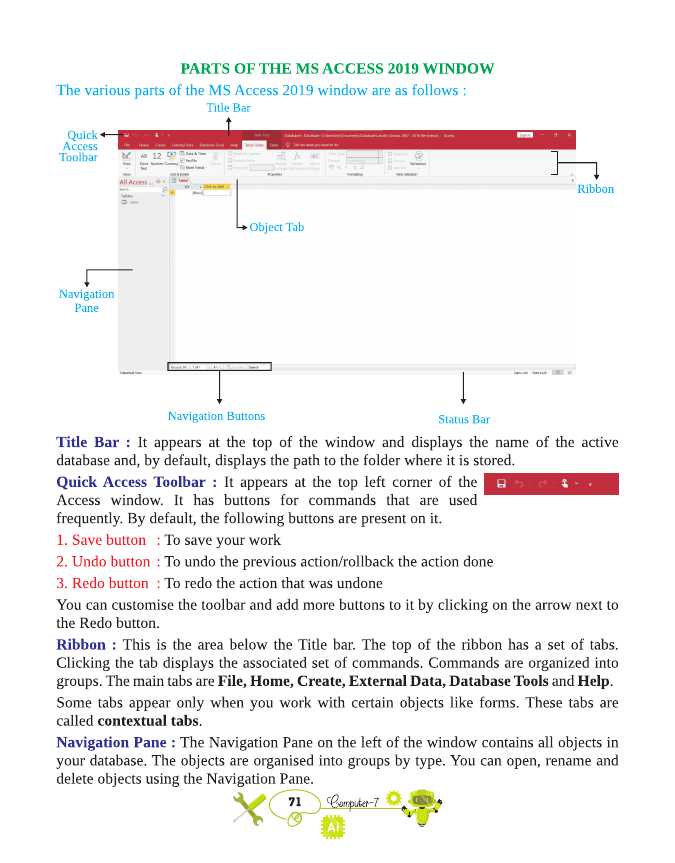 PARTS OF THE MS ACCESS 2019 WINDOW
The various parts of the MS Access 2019 window are as follows :
Title Bar
Quick
Access
Toolbar
Ribbon
Object Tab
Navigation
Pane
Navigation Buttons
Status Bar
All Access
Title Bar : It appears at the top of the window and displays the name of the active
database and, by default, displays the path to the folder where it is stored.
Quick Access Toolbar : It appears at the top left corner of the
Access window. It has buttons for commands that are used
frequently. By default, the following buttons are present on it.
1. Save button : To save your work
2. Undo button : To undo the previous action/rollback the action done
3. Redo button : To redo the action that was undone
You can customise the toolbar and add more buttons to it by clicking on the arrow next to
the Redo button.
Ribbon : This is the area below the Title bar. The top of the ribbon has a set of tabs.
Clicking the tab displays the associated set of commands. Commands are organized into
groups. The main tabs are File, Home, Create, External Data, Database Tools and Help.
Some tabs appear only when you work with certain objects like forms. These tabs are
called contextual tabs.
Navigation Pane : The Navigation Pane on the left of the window contains all objects in
your database. The objects are organised into groups by type. You can open, rename and
delete objects using the Navigation Pane.
71
Computer-7
AI